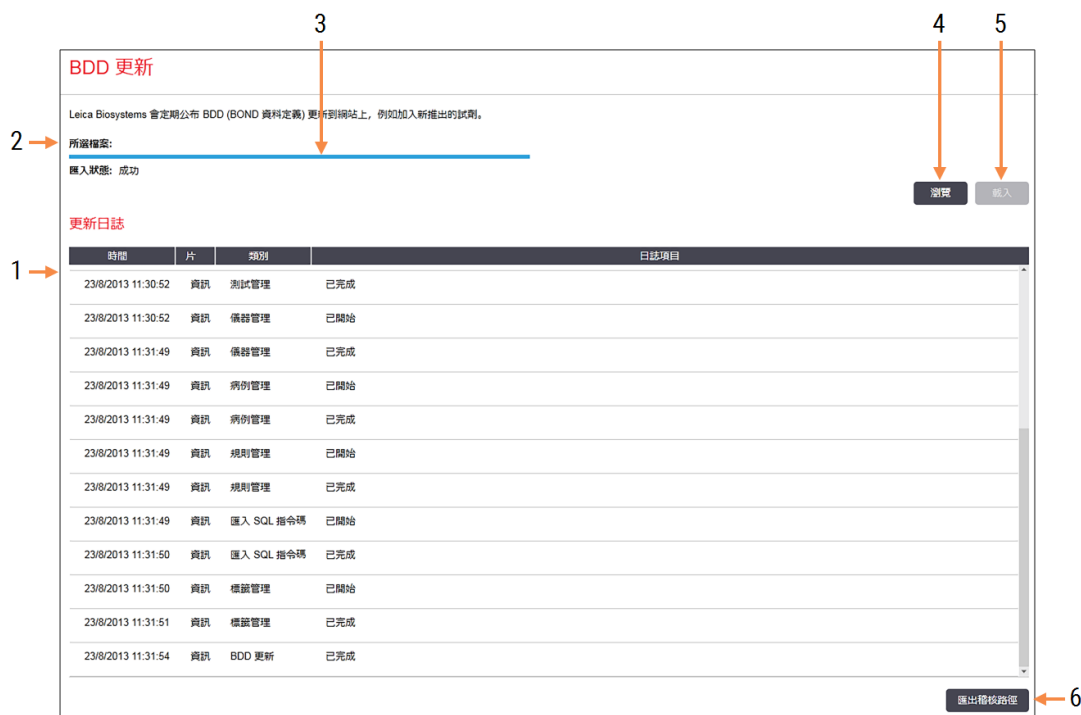 3 4 5
BDD 更新
Leica Biosystems 會定期公布 BDD (BOND 資料定義) 更新到網站上，例如加入新推出的試劑。
2 所選檔案:
匯入狀態: 成功
瀏覽 載入
更新日誌
時間 片 類別 日誌項目
1
23/8/2013 11:30:52 資訊 測試管理 已完成
23/8/2013 11:30:52 資訊 儀器管理 已開始
23/8/2013 11:31:49 資訊 儀器管理 已完成
23/8/2013 11:31:49 資訊 病例管理 已開始
23/8/2013 11:31:49 資訊 病例管理 已完成
23/8/2013 11:31:49 資訊 規則管理 已開始
23/8/2013 11:31:49 資訊 規則管理 已完成
23/8/2013 11:31:49 資訊 匯入 SQL 指令碼 已開始
23/8/2013 11:31:50 資訊 匯入 SQL 指令碼 已完成
23/8/2013 11:31:50 資訊 標籤管理 已開始
23/8/2013 11:31:51 資訊 標籤管理 已完成
23/8/2013 11:31:54 資訊 BDD 更新 已完成
匯出稽核路徑 6